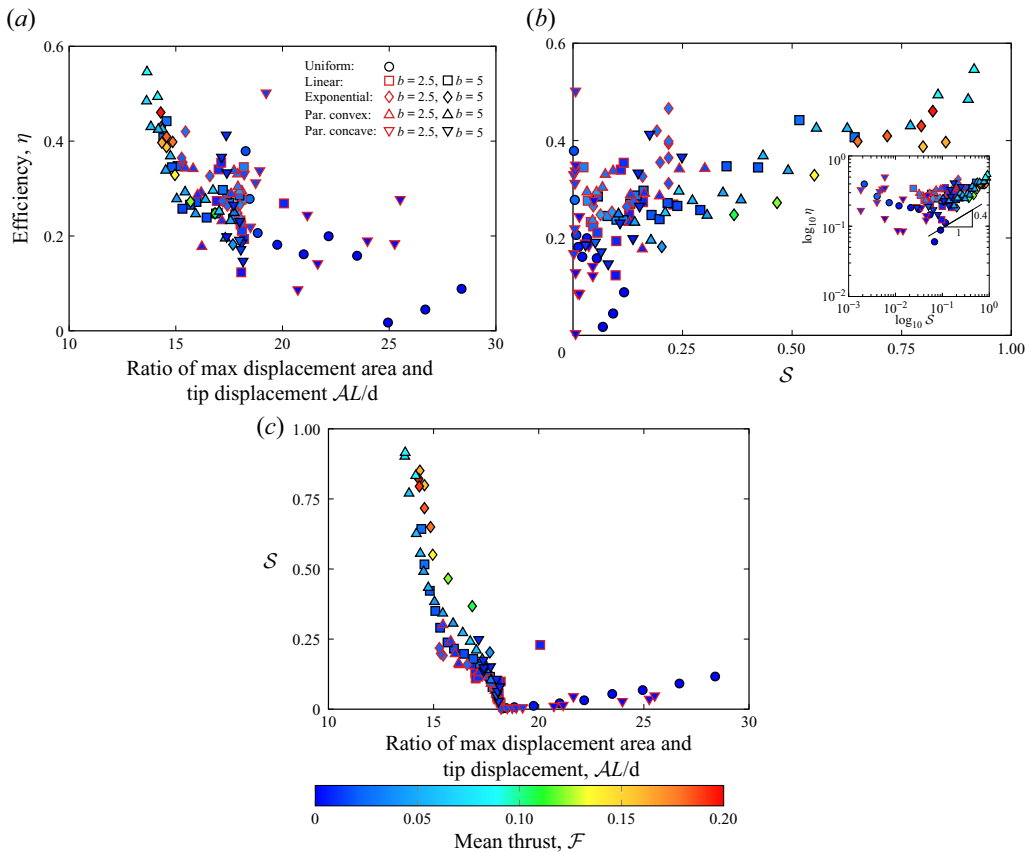 (a)
0.6
0.4
0.2
0
Efficiency, η
10 15 20 25 30
Ratio of max displacement area and
tip displacement 𝒜L/d
Uniform:
Linear: b = 2.5, b = 5
Exponential: b = 2.5, b = 5
Par. convex: b = 2.5, b = 5
Par. concave: b = 2.5, b = 5
(b)
0.6
0.4
0.2
0 0.25 0.50 0.75 1.00
𝒮
log₁₀ η
10⁰
10⁻¹
10⁻²
10⁻³ 10⁻² 10⁻¹ 10⁰
log₁₀ 𝒮
0.4
1
(c)
1.00
0.75
0.50
0.25
0
𝒮
10 15 20 25 30
Ratio of max displacement area and
tip displacement, 𝒜L/d
0 0.05 0.10 0.15 0.20
Mean thrust, ℱ